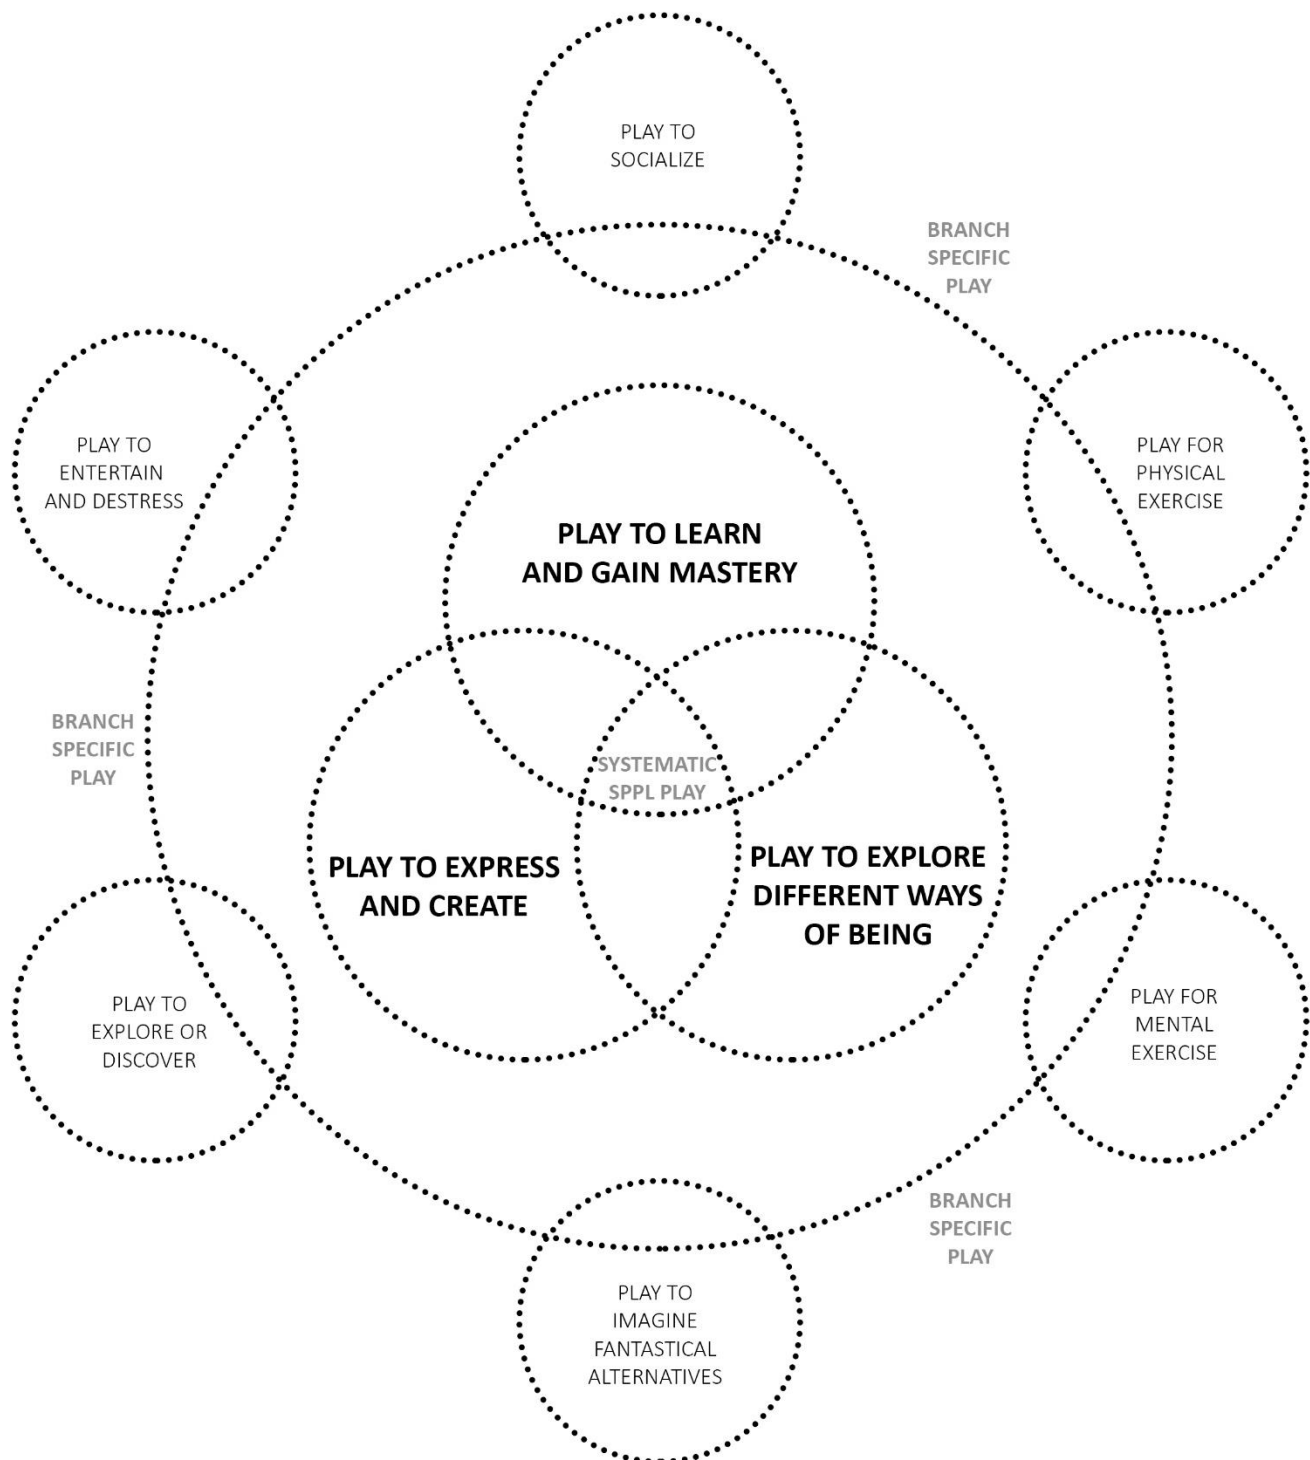 PLAY TO
SOCIALIZE
BRANCH
SPECIFIC
PLAY
PLAY TO
ENTERTAIN
AND DESTRESS
PLAY FOR
PHYSICAL
EXERCISE
PLAY TO LEARN
AND GAIN MASTERY
BRANCH
SPECIFIC
PLAY
SYSTEMATIC
SPPL PLAY
PLAY TO EXPRESS
AND CREATE
PLAY TO EXPLORE
DIFFERENT WAYS
OF BEING
PLAY TO
EXPLORE OR
DISCOVER
PLAY FOR
MENTAL
EXERCISE
BRANCH
SPECIFIC
PLAY
PLAY TO
IMAGINE
FANTASTICAL
ALTERNATIVES